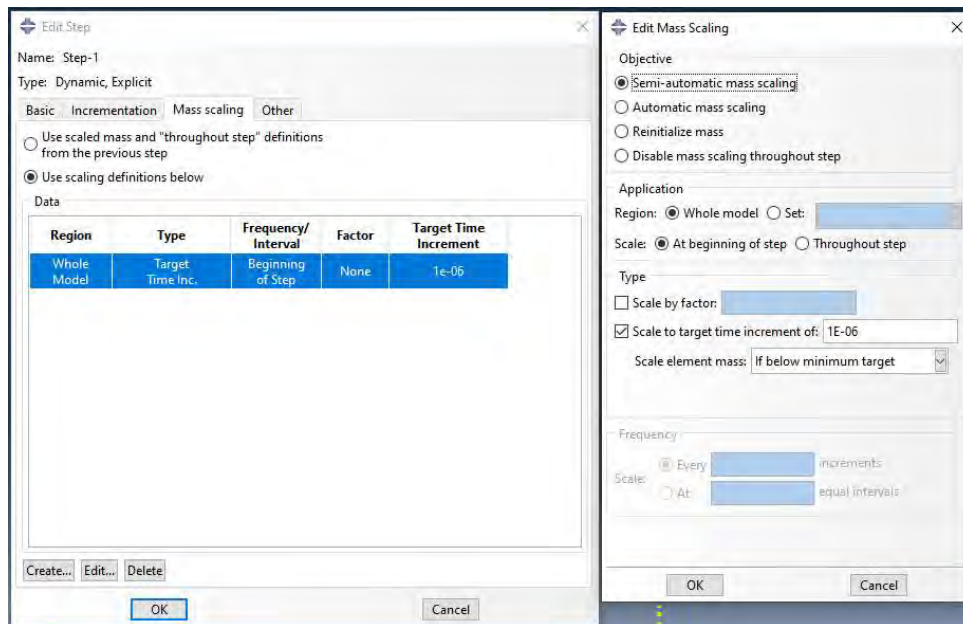 Edit Step
Name: Step-1
Type: Dynamic, Explicit
Basic Incrementation Mass scaling Other
Use scaled mass and "throughout step" definitions
from the previous step
Use scaling definitions below
Data
Region Type Frequency/ Interval Factor Target Time Increment
Whole Model Target Time Inc. Beginning of Step None 1e-06
Create... Edit... Delete
OK Cancel
Edit Mass Scaling
Objective
Semi-automatic mass scaling
Automatic mass scaling
Reinitialize mass
Disable mass scaling throughout step
Application
Region: Whole model Set:
Scale: At beginning of step Throughout step
Type
Scale by factor:
Scale to target time increment of: 1E-06
Scale element mass: If below minimum target
Frequency
Scale:
Every increments
At equal intervals
OK Cancel